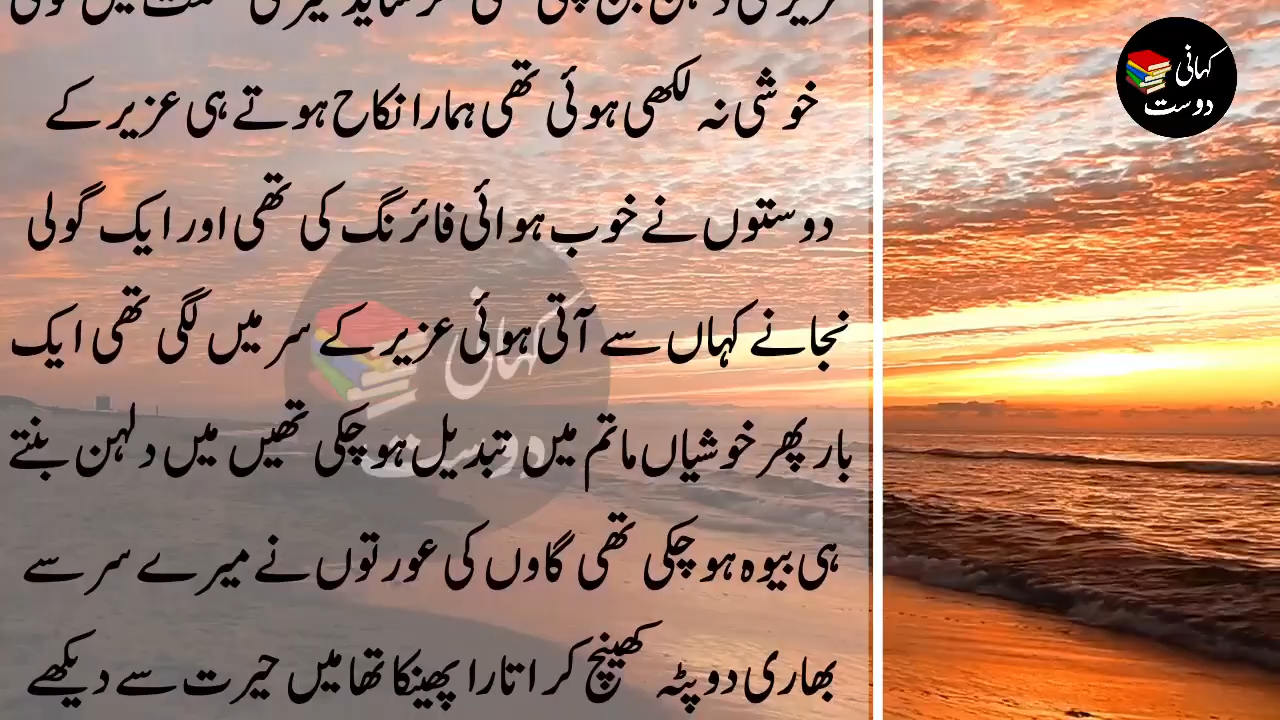 خوشی نہ لکھی ہوئی تھی ہمارا نکاح ہوتے ہی عزیر کے
دوستوں نے خوب ہوائی فائرنگ کی تھی اور ایک گولی
نجانے کہاں سے آتی ہوئی عزیر کے سر میں لگی تھی ایک
بار پھر خوشیاں ماتم میں تبدیل ہو چکی تھیں میں دلہن بنتے
ہی بیوہ ہو چکی تھی گاوں کی عورتوں نے میرے سر سے
بھاری دوپٹہ کھینچ کر اتارا پھینکا تھا میں حیرت سے دیکھے
کہانی
دوست
کہانی
دوست